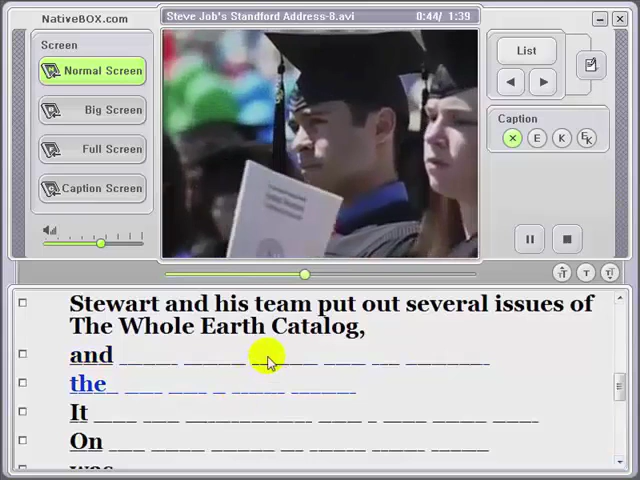 NativeBOX.com
Steve Job's Standford Address-8.avi 0:44/ 1:39
Screen
Normal Screen
Big Screen
Full Screen
Caption Screen
List
Caption
× E K EK
T T T
Stewart and his team put out several issues of
The Whole Earth Catalog,
and
the
It
On
was